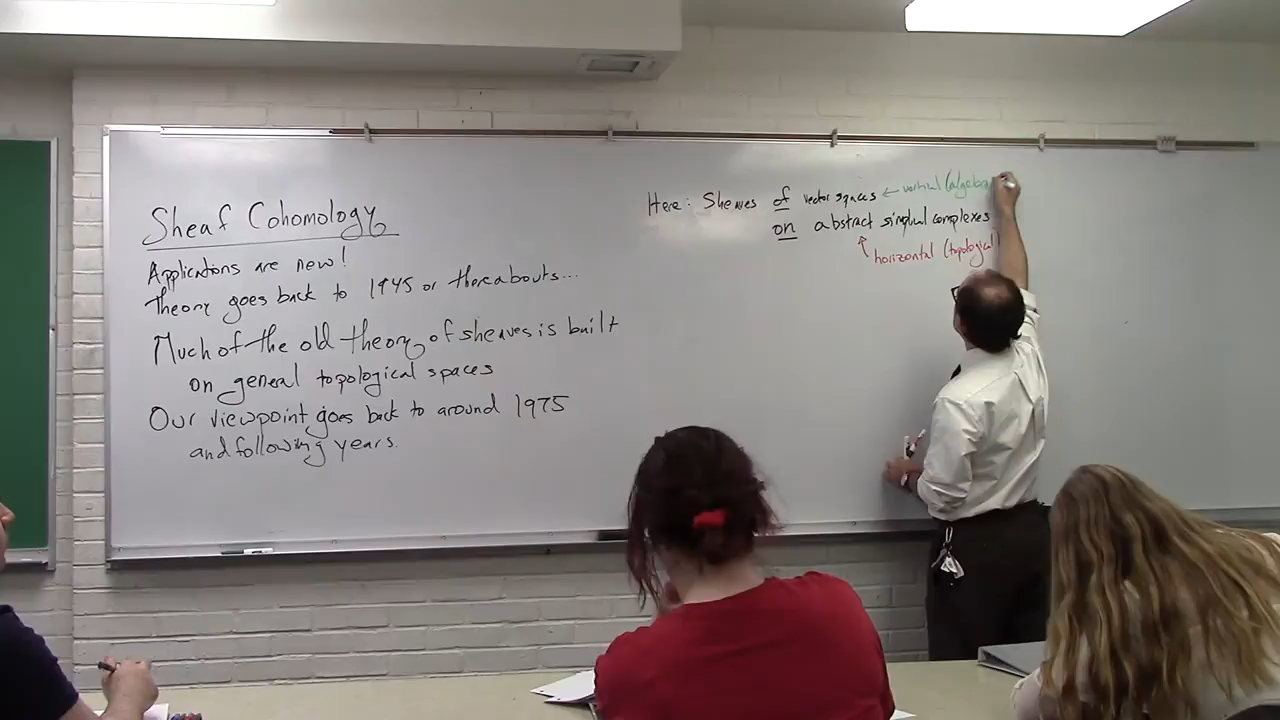 Sheaf Cohomology
Applications are new!
Theory goes back to 1945 or thereabouts...
Much of the old theory of sheaves is built
on general topological spaces
Our viewpoint goes back to around 1975
and following years.
Here: Sheaves of vector spaces ← vertical (algebra
on abstract simplicial complexes
horizontal (topological)